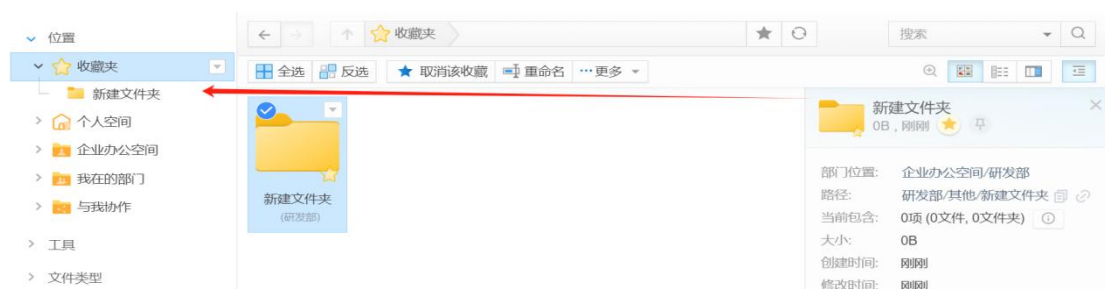 位置
收藏夹
新建文件夹
个人空间
企业办公空间
我在的部门
与我协作
工具
文件类型
收藏夹
搜索
全选 反选 取消该收藏 重命名 ···更多
新建文件夹
(研发部)
新建文件夹
0B , 刚刚
部门位置: 企业办公空间/研发部
路径: 研发部/其他/新建文件夹
当前包含: 0项 (0文件, 0文件夹)
大小: 0B
创建时间: 刚刚
修改时间: 刚刚